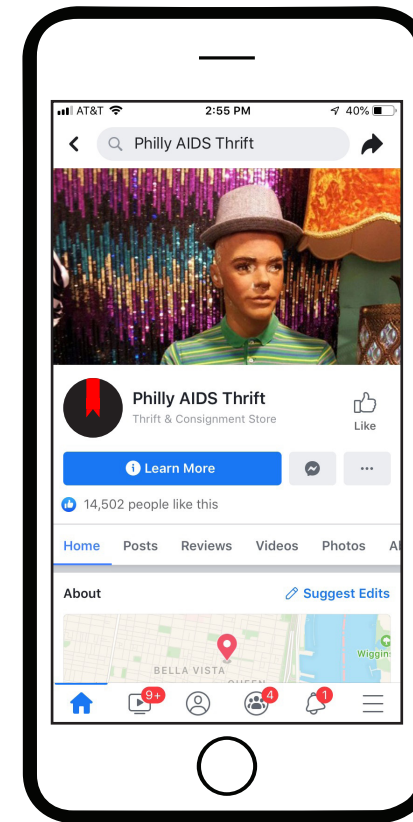 AT&T 2:55 PM 40%
Philly AIDS Thrift
Philly AIDS Thrift
Thrift & Consignment Store
Like
Learn More
14,502 people like this
Home Posts Reviews Videos Photos
About Suggest Edits
BELLA VISTA
9+ 4 1